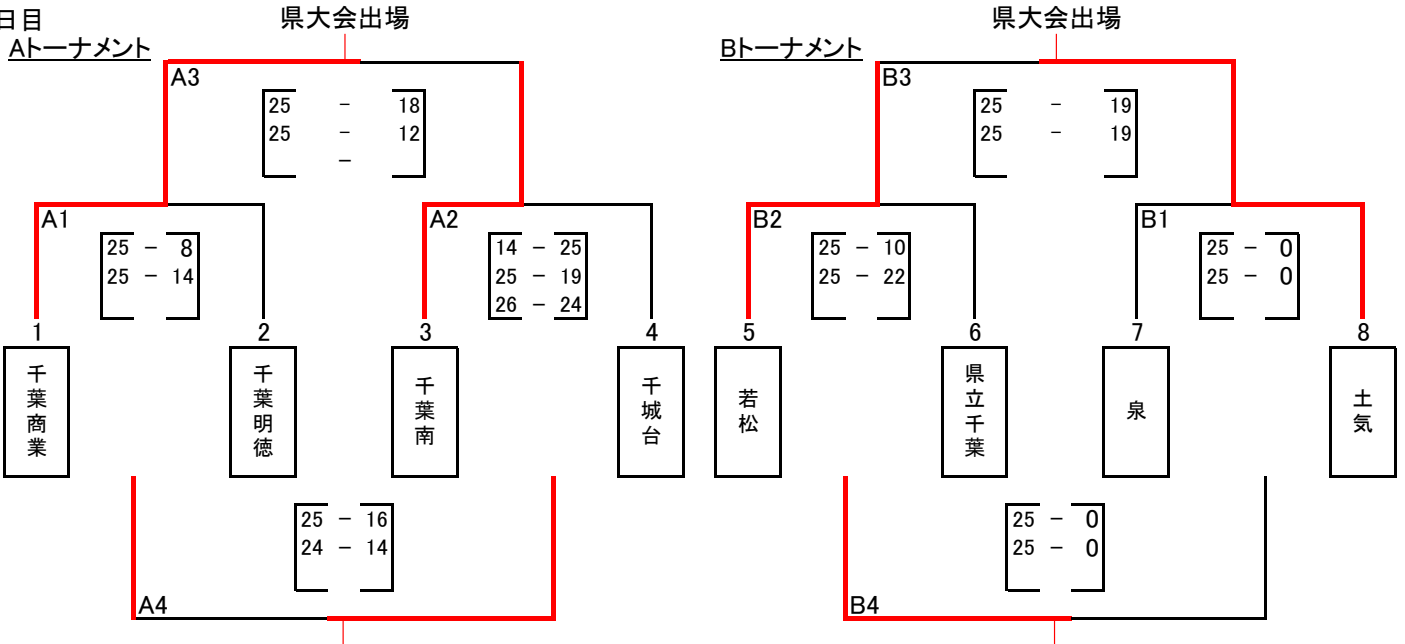 日目
県大会出場
県大会出場
Aトーナメント
Bトーナメント
A3
B3
25 - 18
25 - 12
-
25 - 19
25 - 19
A1
A2
B2
B1
25 - 8
25 - 14
14 - 25
25 - 19
26 - 24
25 - 10
25 - 22
25 - 0
25 - 0
1
2
3
4
5
6
7
8
千葉商業
千葉明徳
千葉南
千城台
若松
県立千葉
泉
土気
25 - 16
24 - 14
25 - 0
25 - 0
A4
B4